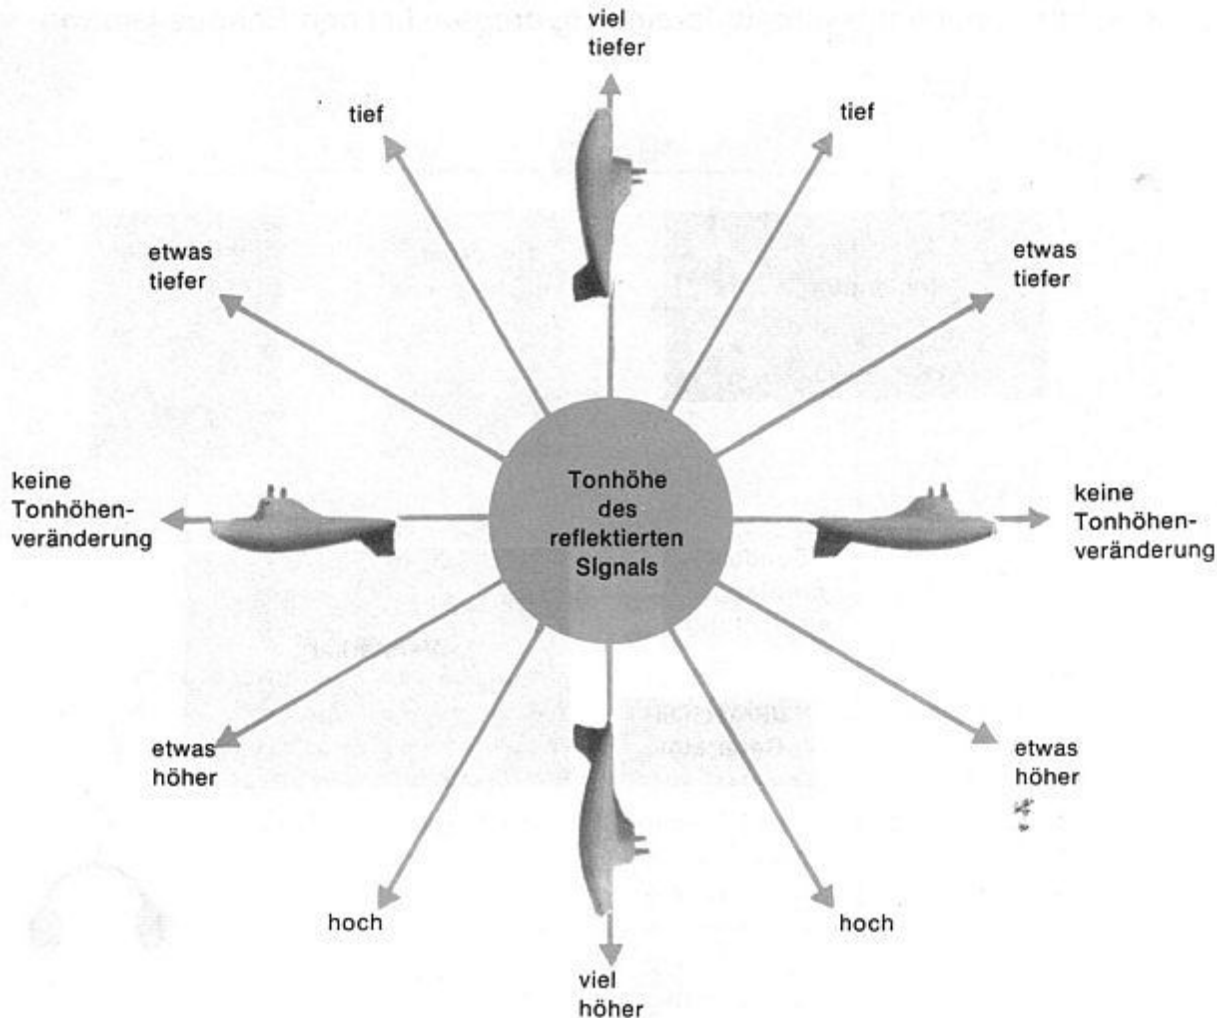 viel
tiefer
tief
tief
etwas
tiefer
etwas
tiefer
keine
Tonhöhen-
veränderung
Tonhöhe
des
reflektierten
Signals
keine
Tonhöhen-
veränderung
etwas
höher
etwas
höher
hoch
hoch
viel
höher